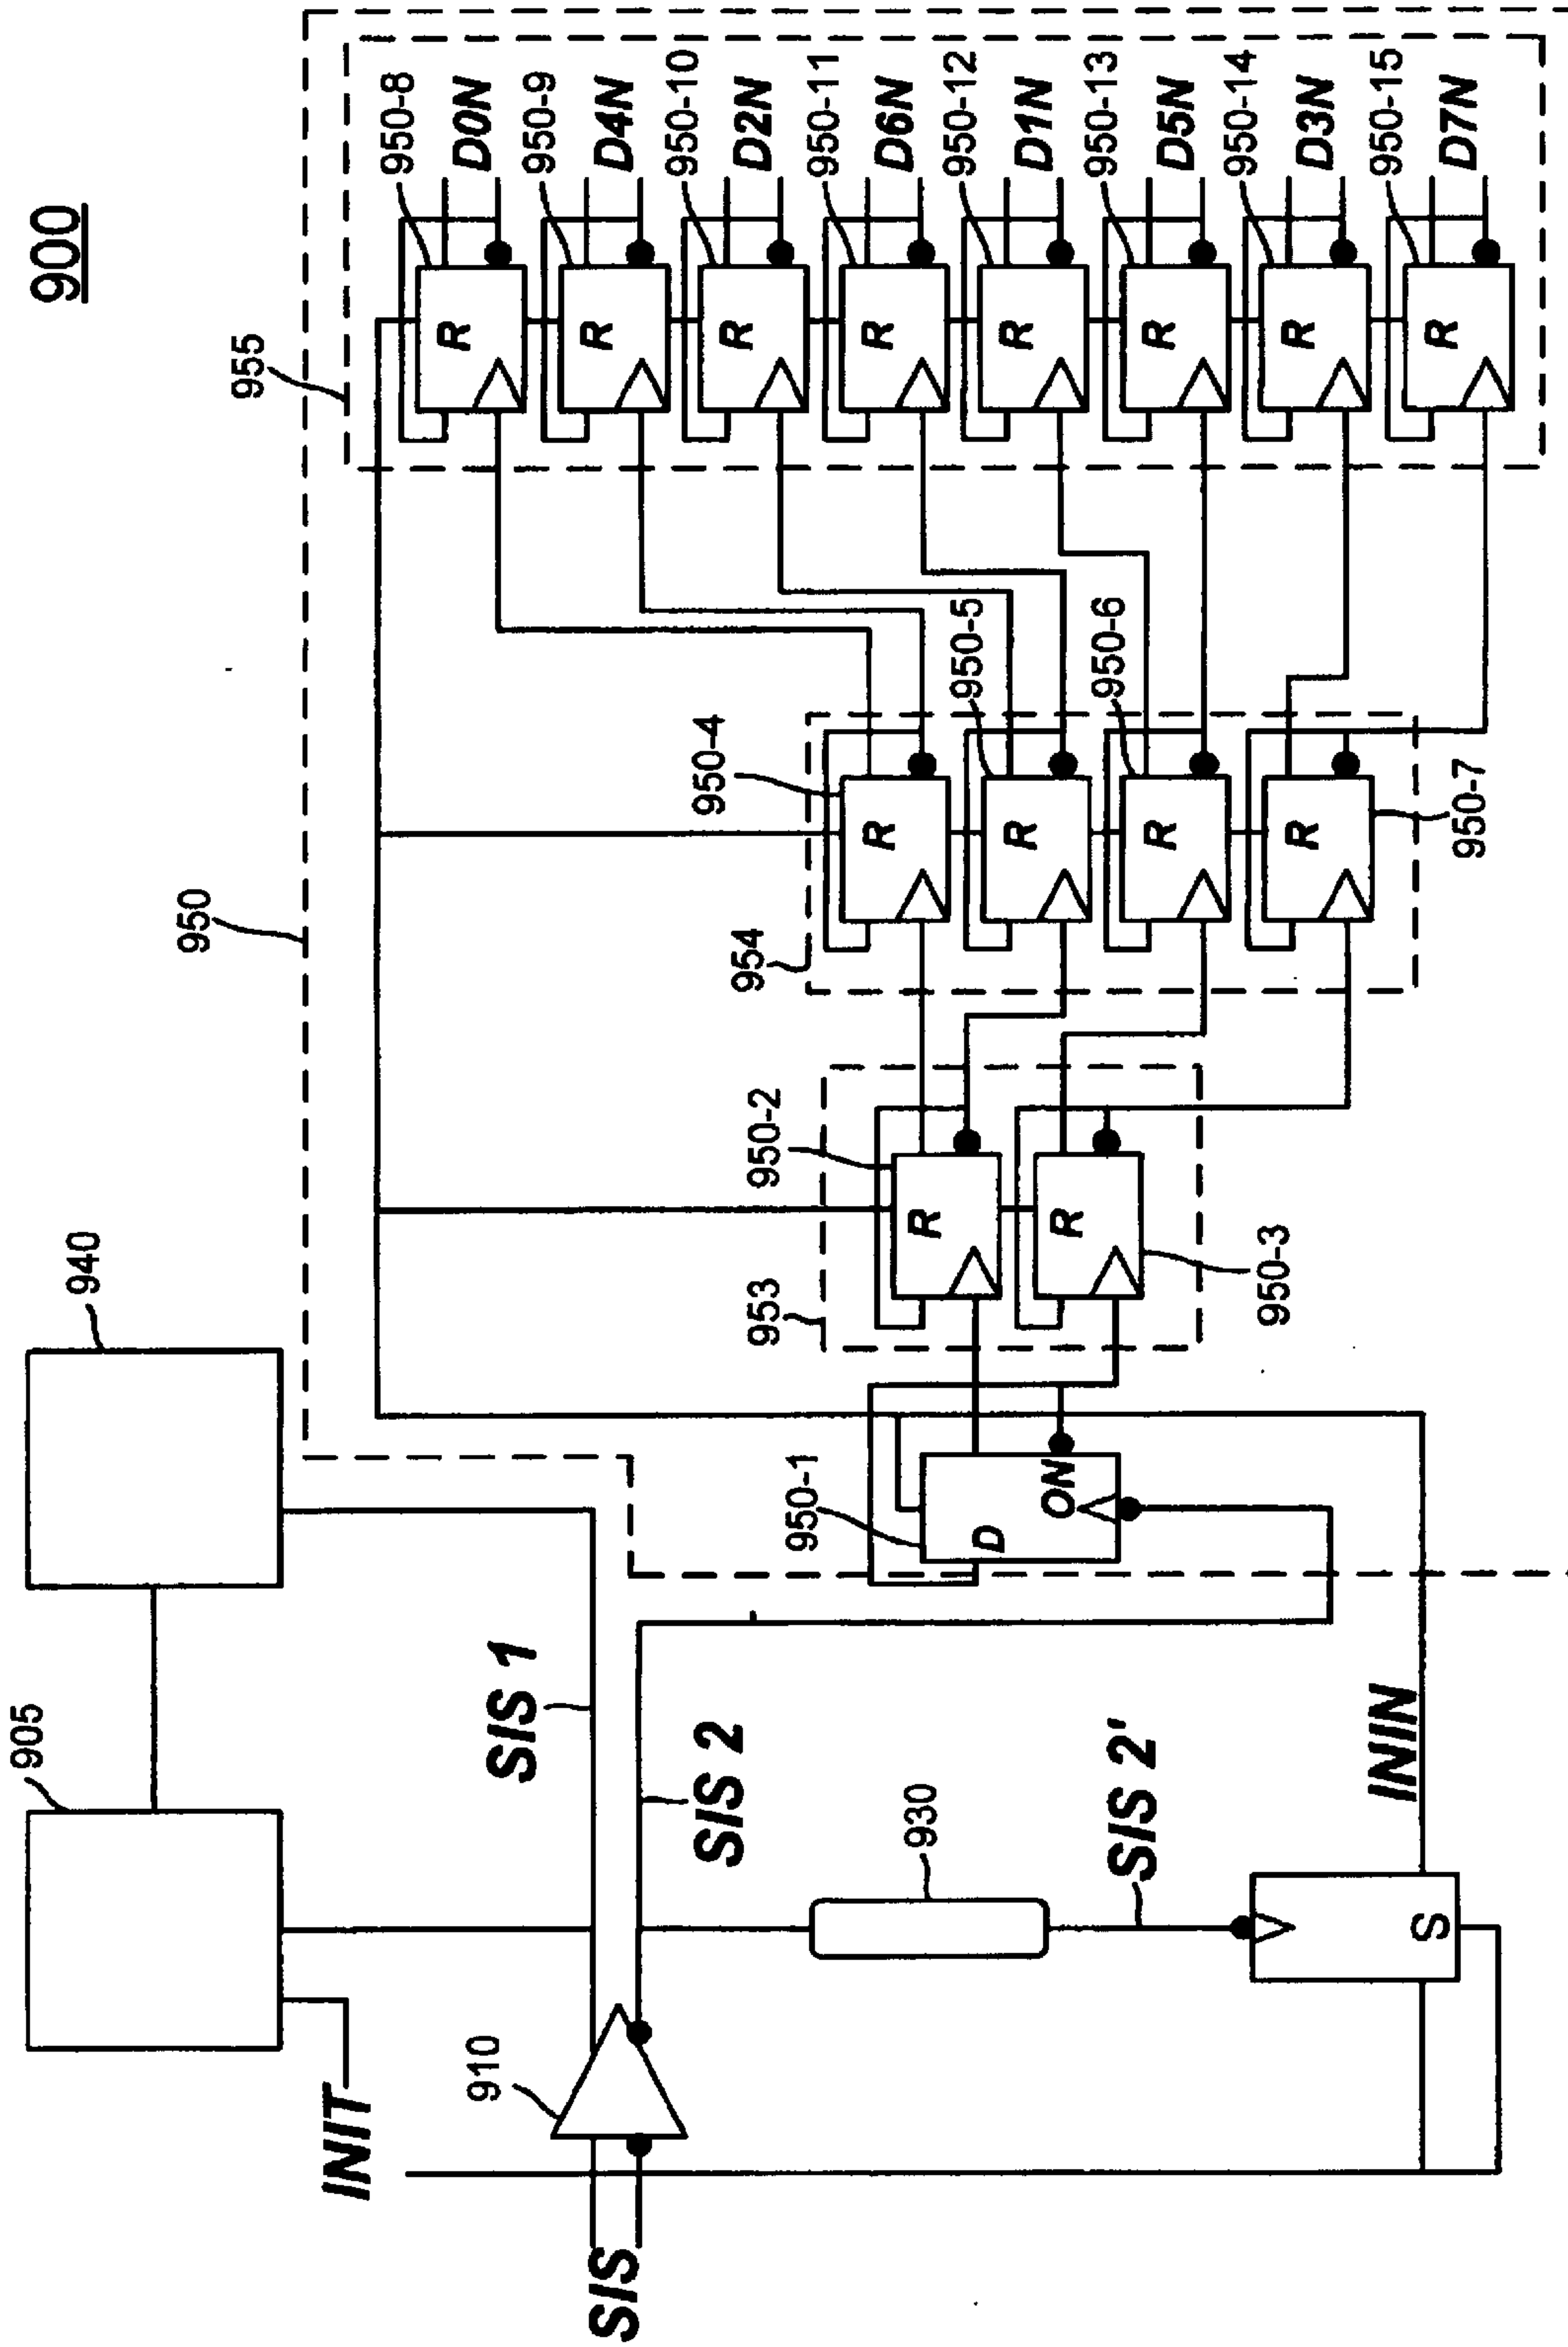 900
905
940
950
955
950-8
D0N
950-9
D4N
950-10
D2N
950-11
D6N
950-12
D1N
950-13
D5N
950-14
D3N
950-15
D7N
R
R
R
R
R
R
R
R
954
950-4
950-5
950-6
950-7
R
R
R
R
953
950-2
950-3
R
R
950-1
D
ON
INIT
SIS
910
SIS 1
SIS 2
930
SIS 2'
S
ININ